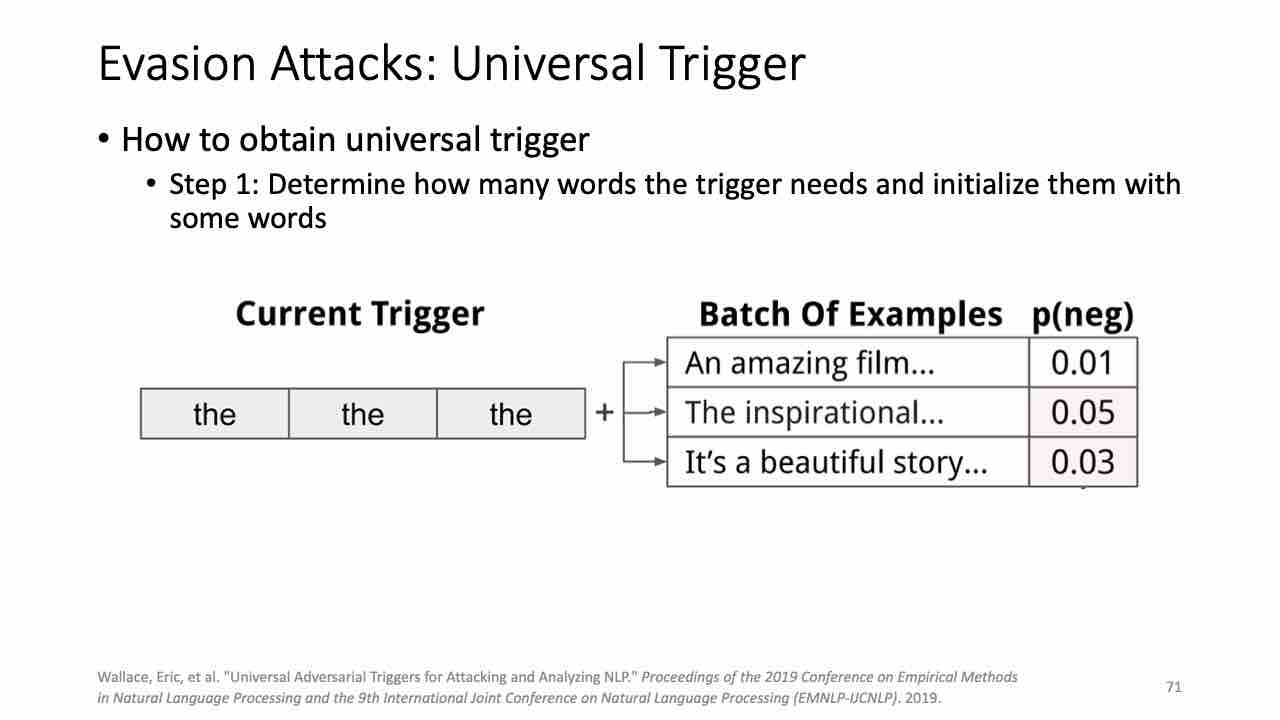 Evasion Attacks: Universal Trigger
• How to obtain universal trigger
• Step 1: Determine how many words the trigger needs and initialize them with
some words
Current Trigger
the the the +
Batch Of Examples p(neg)
An amazing film... 0.01
The inspirational... 0.05
It's a beautiful story... 0.03
Wallace, Eric, et al. "Universal Adversarial Triggers for Attacking and Analyzing NLP." Proceedings of the 2019 Conference on Empirical Methods
in Natural Language Processing and the 9th International Joint Conference on Natural Language Processing (EMNLP-IJCNLP). 2019.
71